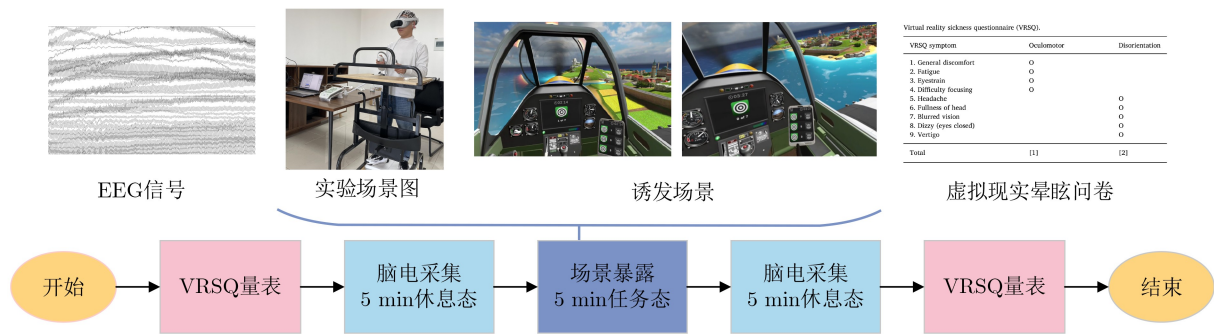 Virtual reality sickness questionnaire (VRSQ).
VRSQ symptom Oculomotor Disorientation
1. General discomfort O
2. Fatigue O
3. Eyestrain O
4. Difficulty focusing O
5. Headache O
6. Fullness of head O
7. Blurred vision O
8. Dizzy (eyes closed) O
9. Vertigo O
Total [1] [2]
EEG信号
实验场景图
诱发场景
虚拟现实晕眩问卷
开始
VRSQ量表
脑电采集
5 min休息态
场景暴露
5 min任务态
脑电采集
5 min休息态
VRSQ量表
结束